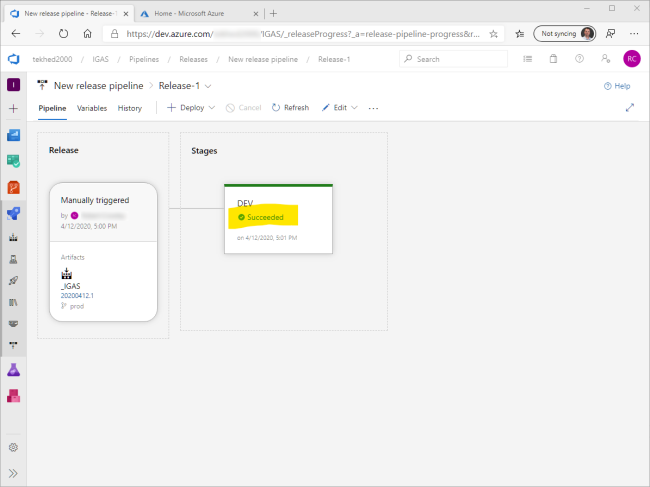 New release pipeline - Release-1
Home - Microsoft Azure
https://dev.azure.com/
/IGAS/_releaseProgress?_a=release-pipeline-progress&r...
Not syncing
tekhed2000 / IGAS / Pipelines / Releases / New release pipeline / Release-1
Search
RC
I
New release pipeline > Release-1
Help
Pipeline Variables History + Deploy Cancel Refresh Edit ...
Release
Stages
Manually triggered
by
4/12/2020, 5:00 PM
DEV
Succeeded
on 4/12/2020, 5:01 PM
Artifacts
_IGAS
20200412.1
prod